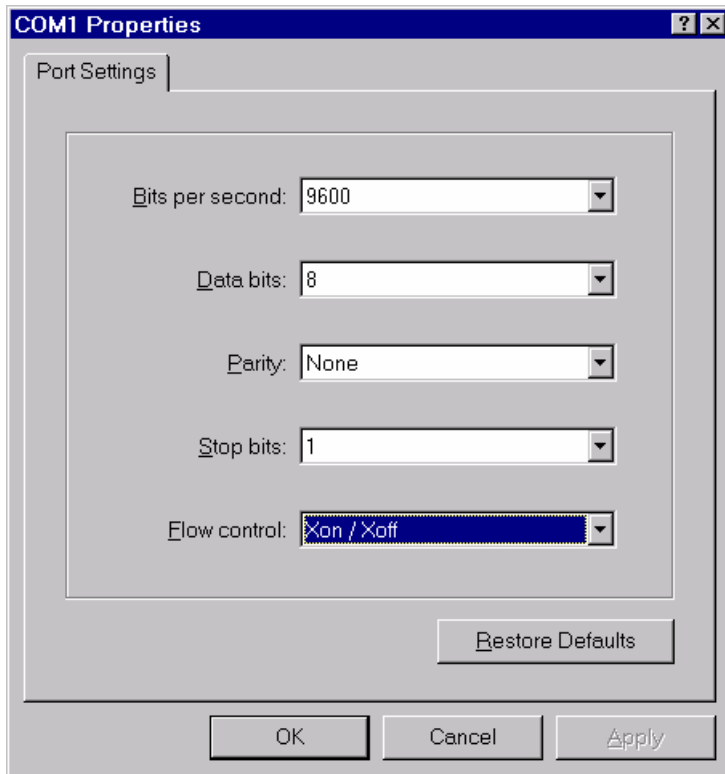 COM1 Properties
Port Settings
Bits per second: 9600
Data bits: 8
Parity: None
Stop bits: 1
Flow control: Xon / Xoff
Restore Defaults
OK Cancel Apply